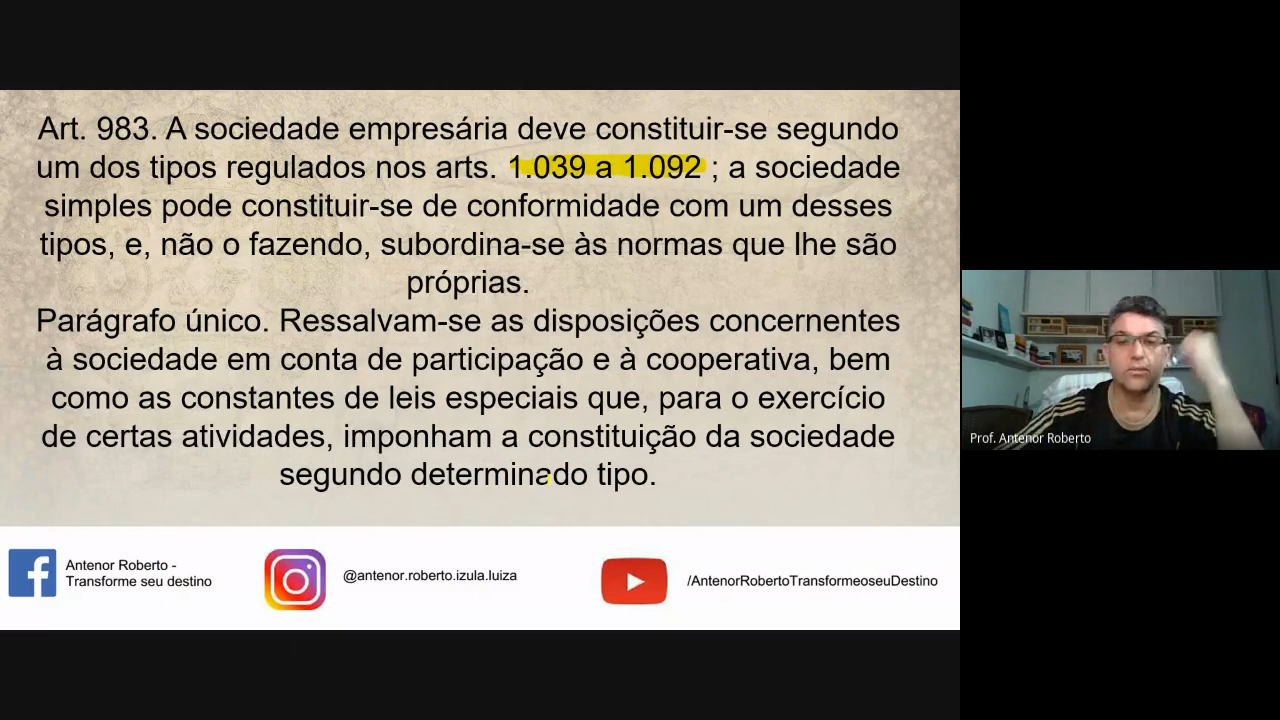 Art. 983. A sociedade empresária deve constituir-se segundo
um dos tipos regulados nos arts. 1.039 a 1.092 ; a sociedade
simples pode constituir-se de conformidade com um desses
tipos, e, não o fazendo, subordina-se às normas que lhe são
próprias.
Parágrafo único. Ressalvam-se as disposições concernentes
à sociedade em conta de participação e à cooperativa, bem
como as constantes de leis especiais que, para o exercício
de certas atividades, imponham a constituição da sociedade
segundo determinado tipo.
Antenor Roberto -
Transforme seu destino
@antenor.roberto.izula.luiza
/AntenorRobertoTransformeoseuDestino
Prof. Antenor Roberto